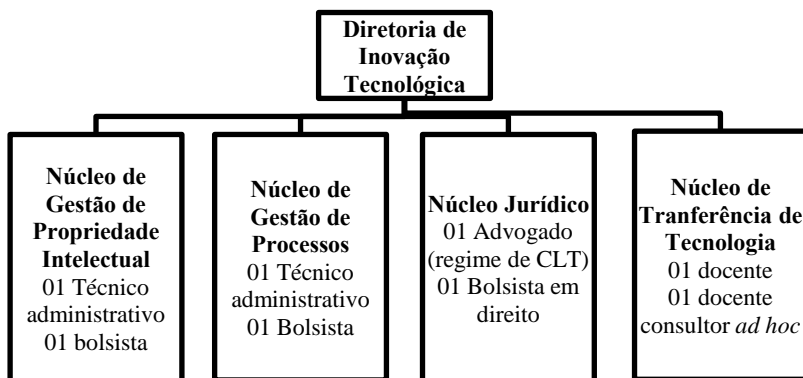 Diretoria de
Inovação
Tecnológica
Núcleo de
Gestão de
Propriedade
Intelectual
01 Técnico
administrativo
01 bolsista
Núcleo de
Gestão de
Processos
01 Técnico
administrativo
01 Bolsista
Núcleo Jurídico
01 Advogado
(regime de CLT)
01 Bolsista em
direito
Núcleo de
Tranferência de
Tecnologia
01 docente
01 docente
consultor ad hoc